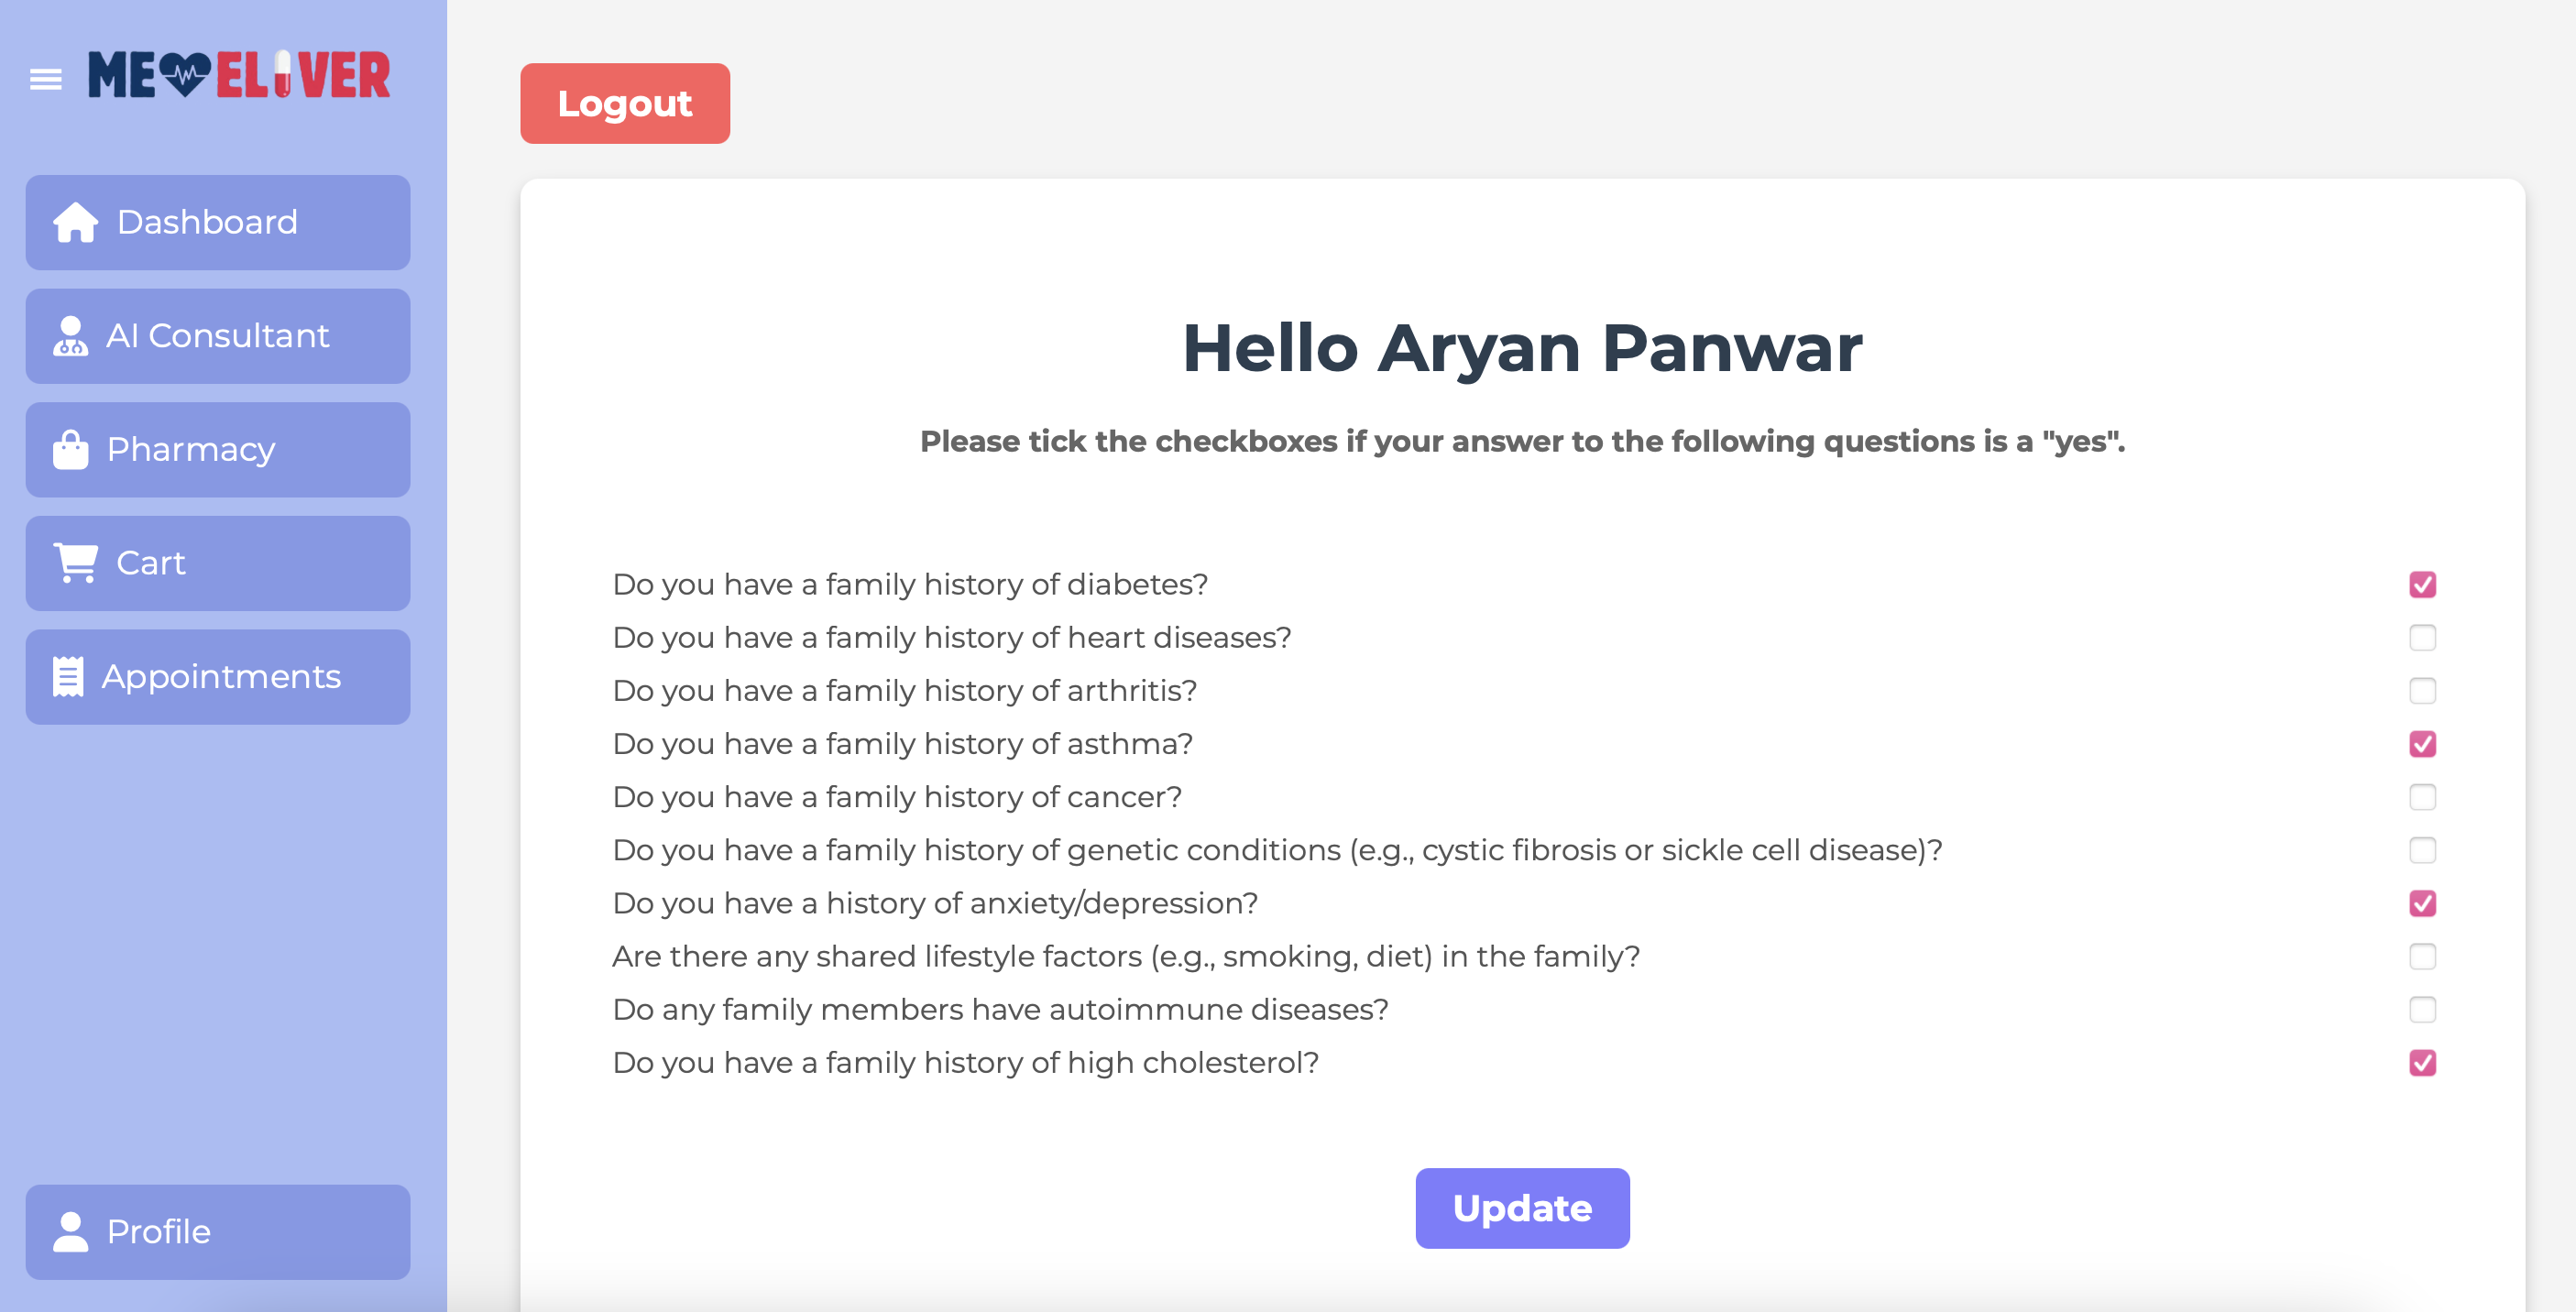 ME ELIVER
Dashboard
AI Consultant
Pharmacy
Cart
Appointments
Profile
Logout
Hello Aryan Panwar
Please tick the checkboxes if your answer to the following questions is a "yes".
Do you have a family history of diabetes?
Do you have a family history of heart diseases?
Do you have a family history of arthritis?
Do you have a family history of asthma?
Do you have a family history of cancer?
Do you have a family history of genetic conditions (e.g., cystic fibrosis or sickle cell disease)?
Do you have a history of anxiety/depression?
Are there any shared lifestyle factors (e.g., smoking, diet) in the family?
Do any family members have autoimmune diseases?
Do you have a family history of high cholesterol?
Update